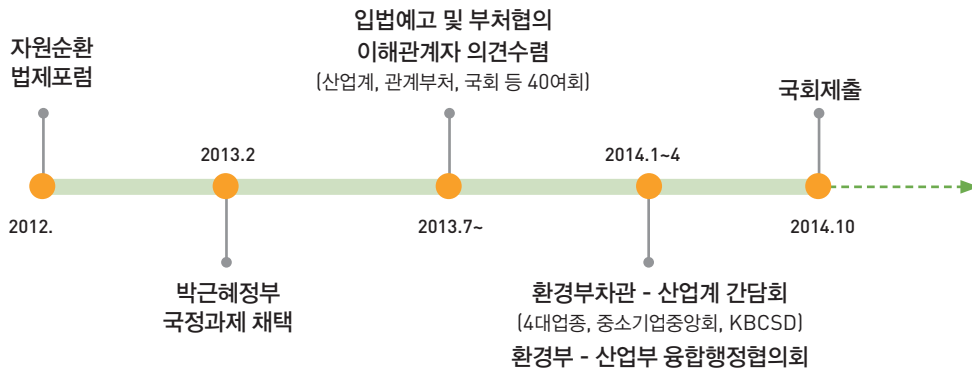 자원순환
법제포럼
2012.
2013.2
박근혜정부
국정과제 채택
입법예고 및 부처협의
이해관계자 의견수렴
(산업계, 관계부처, 국회 등 40여회)
2013.7~
2014.1~4
환경부차관 - 산업계 간담회
(4대업종, 중소기업중앙회, KBCSD)
환경부 - 산업부 융합행정협의회
국회제출
2014.10